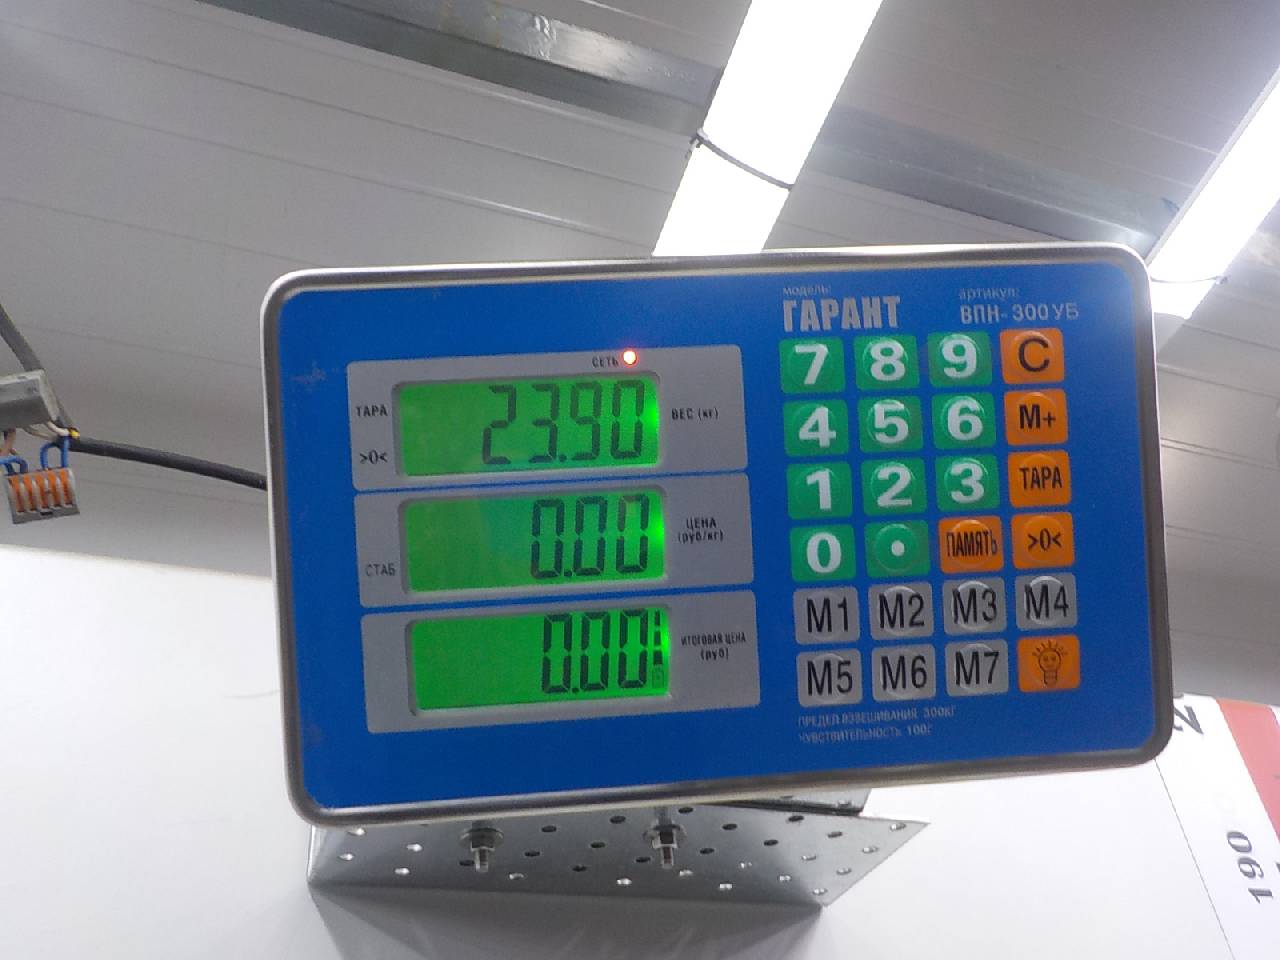 модель:
ГАРАНТ
артикул:
ВПН-300УБ
СЕТЬ
ТАРА
>0<
23.90
ВЕС (кг)
СТАБ
0.00
ЦЕНА
(руб/кг)
0.00
ИТОГОВАЯ ЦЕНА
(руб)
7 8 9 C
4 5 6 M+
1 2 3 ТАРА
0 . ПАМЯТЬ >0<
M1 M2 M3 M4
M5 M6 M7
ПРЕДЕЛ ВЗВЕШИВАНИЯ 300КГ
ЧУВСТВИТЕЛЬНОСТЬ 100Г
190